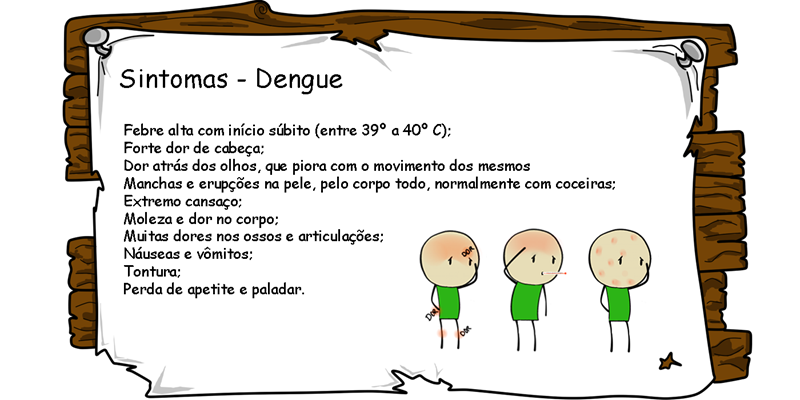 Sintomas - Dengue
Febre alta com início súbito (entre 39º a 40º C);
Forte dor de cabeça;
Dor atrás dos olhos, que piora com o movimento dos mesmos
Manchas e erupções na pele, pelo corpo todo, normalmente com coceiras;
Extremo cansaço;
Moleza e dor no corpo;
Muitas dores nos ossos e articulações;
Náuseas e vômitos;
Tontura;
Perda de apetite e paladar.
DOR
DOR
DOR